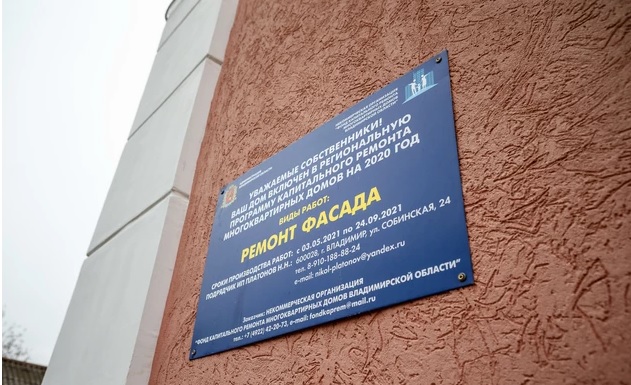 УВАЖАЕМЫЕ СОБСТВЕННИКИ!
ВАШ ДОМ ВКЛЮЧЕН В РЕГИОНАЛЬНУЮ
ПРОГРАММУ КАПИТАЛЬНОГО РЕМОНТА
МНОГОКВАРТИРНЫХ ДОМОВ НА 2020 ГОД
ВИДЫ РАБОТ:
РЕМОНТ ФАСАДА
СРОКИ ПРОИЗВОДСТВА РАБОТ: с 03.05.2021 по 24.09.2021
ПОДРЯДЧИК ИП ПЛАТОНОВ Н.Н.: 600028, г. ВЛАДИМИР, ул. СОБИНСКАЯ, 24
тел. 8-910-188-88-24
e-mail: nikol-platonov@yandex.ru
Заказчик: НЕКОММЕРЧЕСКАЯ ОРГАНИЗАЦИЯ
"ФОНД КАПИТАЛЬНОГО РЕМОНТА МНОГОКВАРТИРНЫХ ДОМОВ ВЛАДИМИРСКОЙ ОБЛАСТИ"
тел.: +7 (4922) 42-20-72, e-mail: fondkaprem@mail.ru